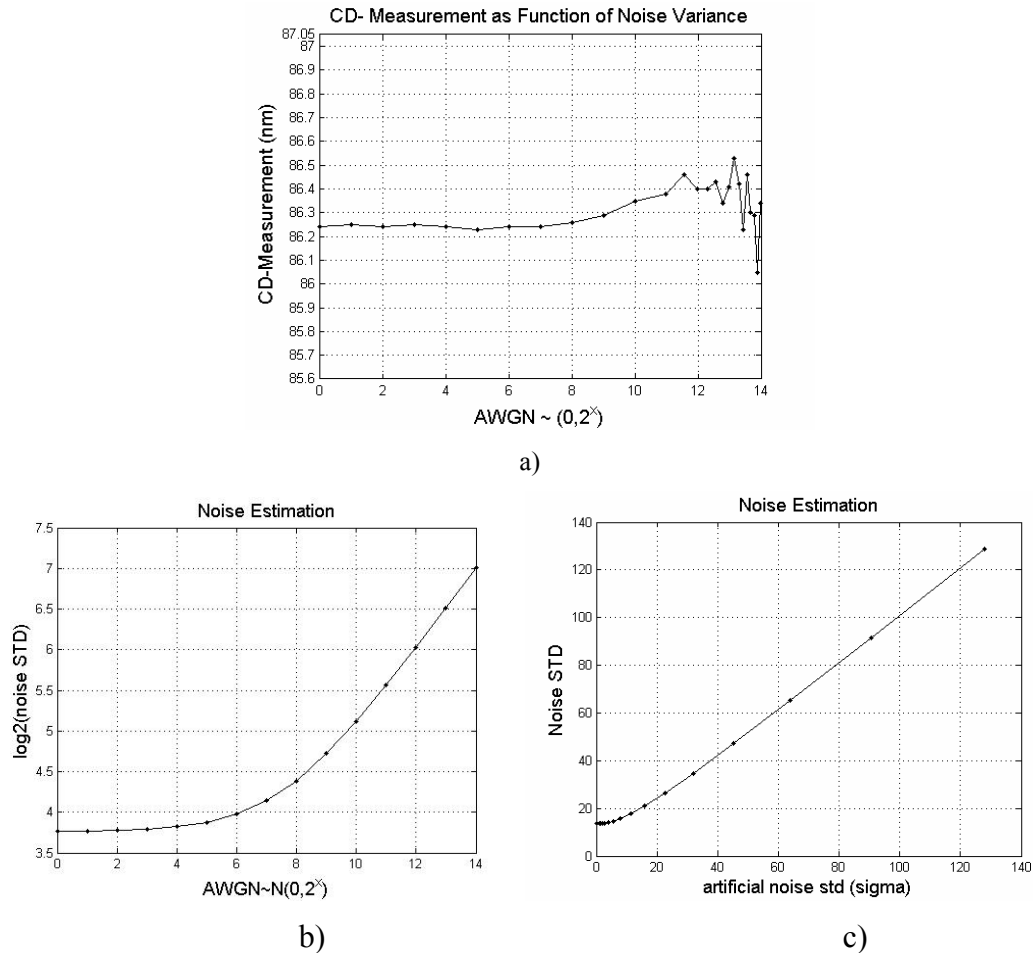 CD- Measurement as Function of Noise Variance
87.05
87
86.9
86.8
86.7
86.6
86.5
86.4
86.3
86.2
86.1
86
85.9
85.8
85.7
85.6
CD-Measurement (nm)
0 2 4 6 8 10 12 14
AWGN ~ (0,2^x)
a)
Noise Estimation
7.5
7
6.5
6
5.5
5
4.5
4
3.5
log2(noise STD)
0 2 4 6 8 10 12 14
AWGN~N(0,2^x)
b)
Noise Estimation
140
120
100
80
60
40
20
0
Noise STD
0 20 40 60 80 100 120 140
artificial noise std (sigma)
c)